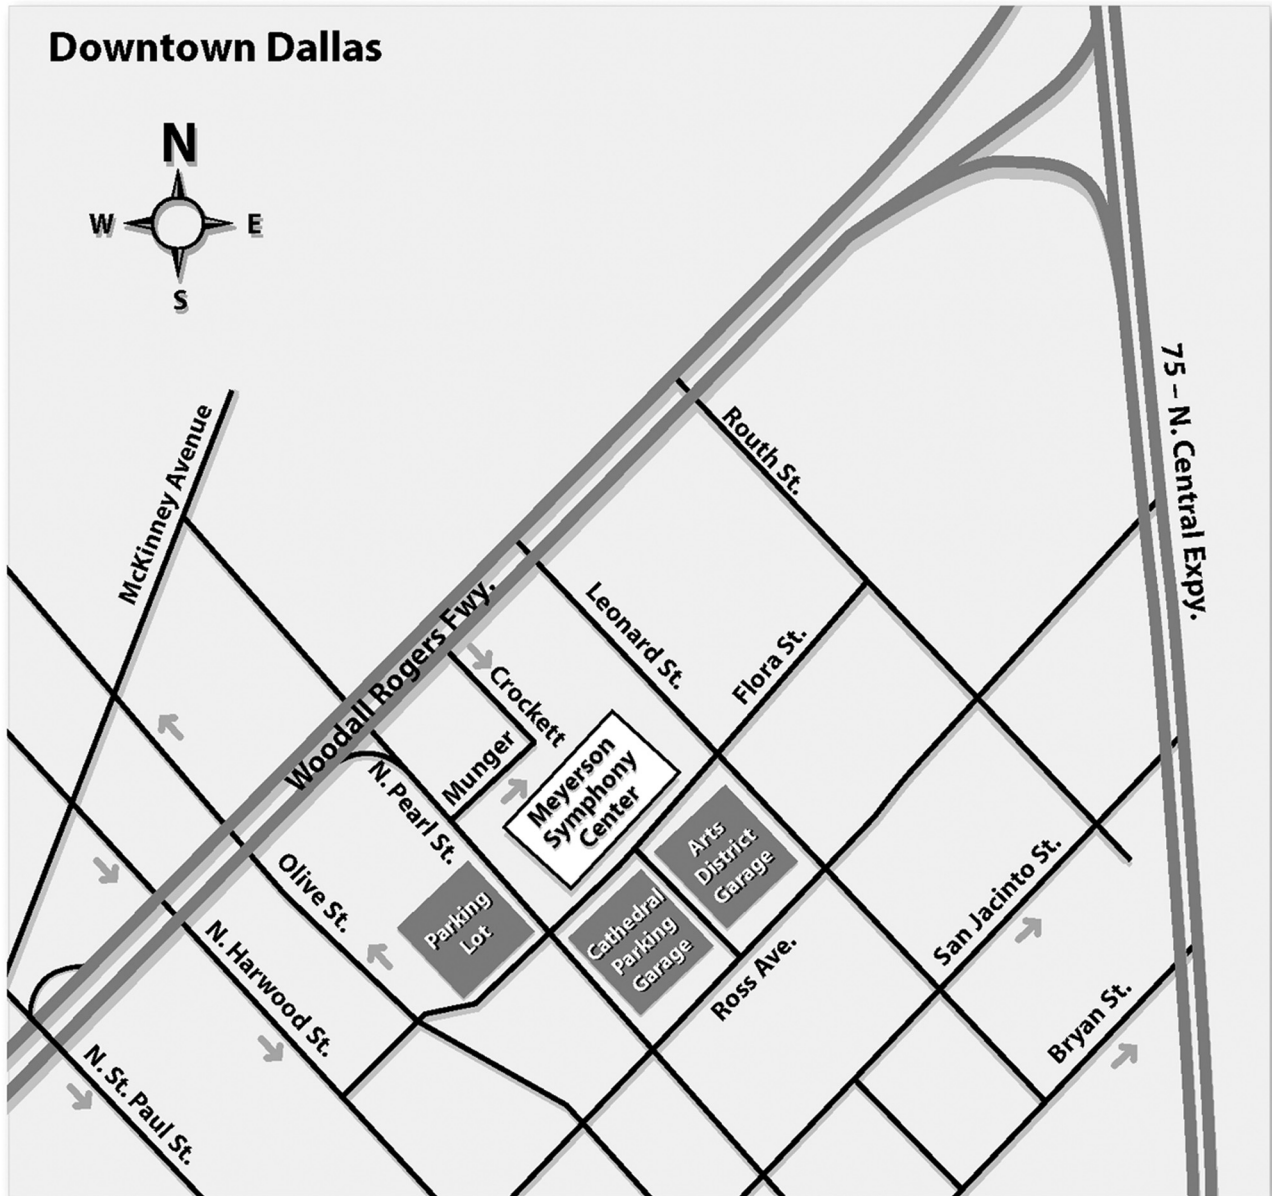 Downtown Dallas
N
W
E
S
75 – N. Central Expy.
McKinney Avenue
Routh St.
Woodall Rogers Fwy.
Leonard St.
Flora St.
Crockett
Munger
Meyerson
Symphony
Center
N. Pearl St.
Arts
District
Garage
Olive St.
Parking
Lot
Cathedral
Parking
Garage
San Jacinto St.
N. Harwood St.
Ross Ave.
Bryan St.
N. St. Paul St.